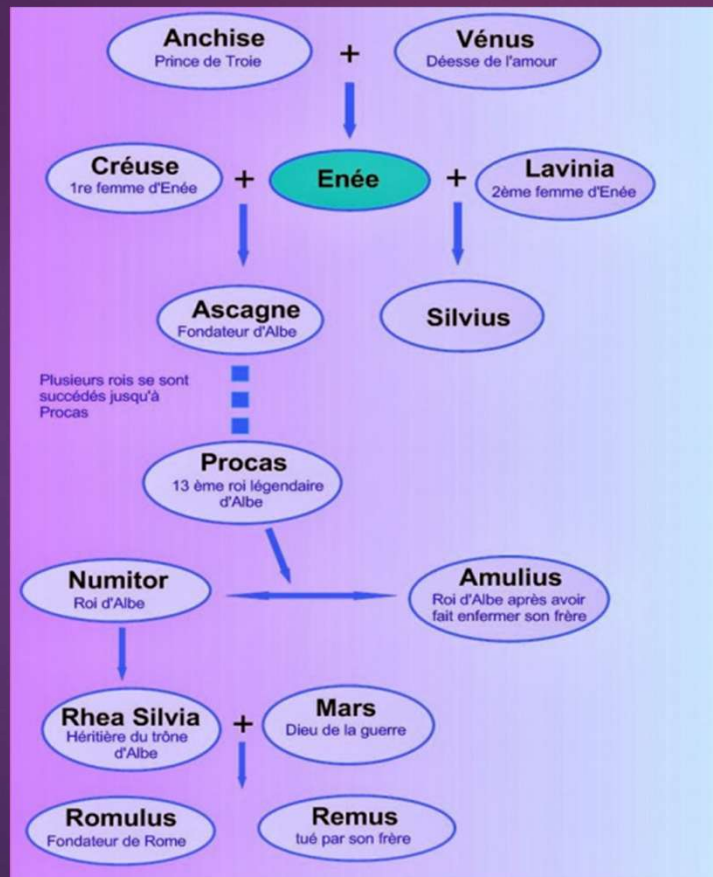 Anchise
Prince de Troie
+
Vénus
Déesse de l'amour
Créuse
1re femme d'Enée
+
Enée
+
Lavinia
2ème femme d'Enée
Ascagne
Fondateur d'Albe
Silvius
Plusieurs rois se sont
succédés jusqu'à
Procas
Procas
13 ème roi légendaire
d'Albe
Numitor
Roi d'Albe
Amulius
Roi d'Albe après avoir
fait enfermer son frère
Rhea Silvia
Héritière du trône
d'Albe
+
Mars
Dieu de la guerre
Romulus
Fondateur de Rome
Remus
tué par son frère